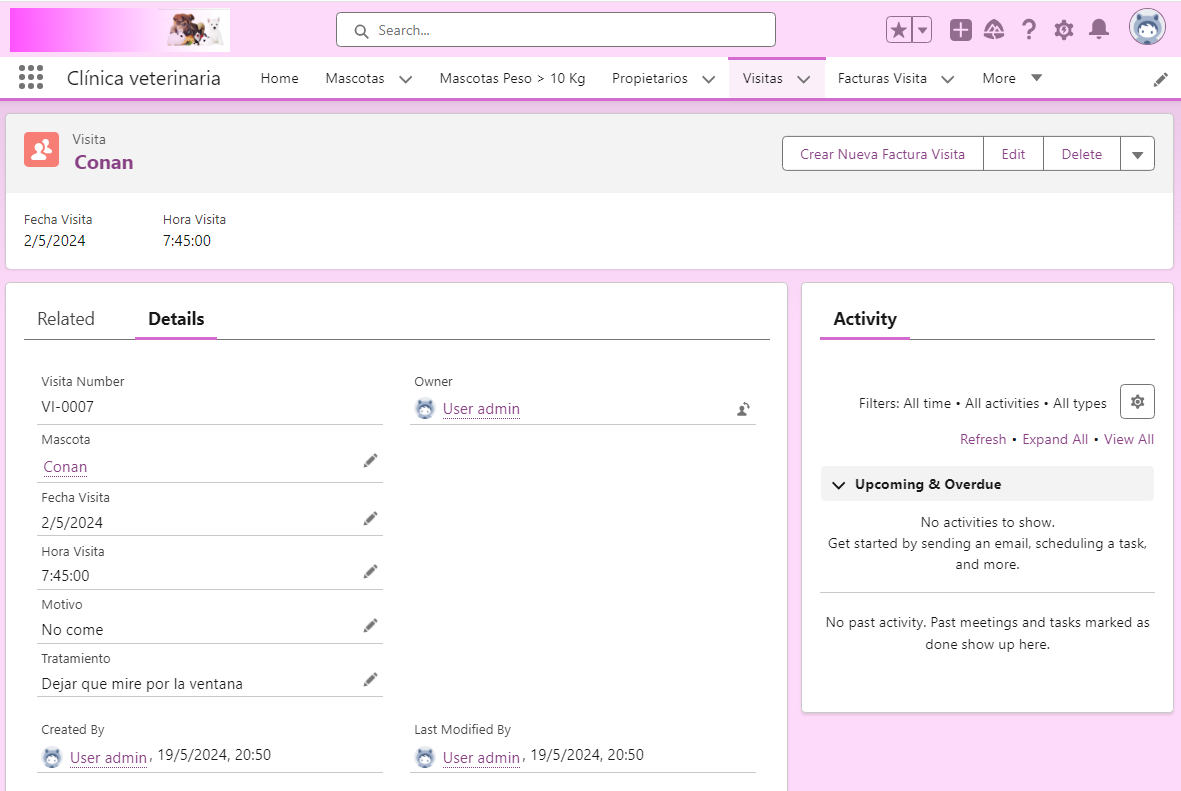 Search...
Clínica veterinaria
Home
Mascotas
Mascotas Peso > 10 Kg
Propietarios
Visitas
Facturas Visita
More
Visita
Conan
Crear Nueva Factura Visita
Edit
Delete
Fecha Visita
Hora Visita
2/5/2024
7:45:00
Related
Details
Visita Number
VI-0007
Owner
User admin
Mascota
Conan
Fecha Visita
2/5/2024
Hora Visita
7:45:00
Motivo
No come
Tratamiento
Dejar que mire por la ventana
Created By
User admin, 19/5/2024, 20:50
Last Modified By
User admin, 19/5/2024, 20:50
Activity
Filters: All time • All activities • All types
Refresh • Expand All • View All
Upcoming & Overdue
No activities to show.
Get started by sending an email, scheduling a task,
and more.
No past activity. Past meetings and tasks marked as
done show up here.